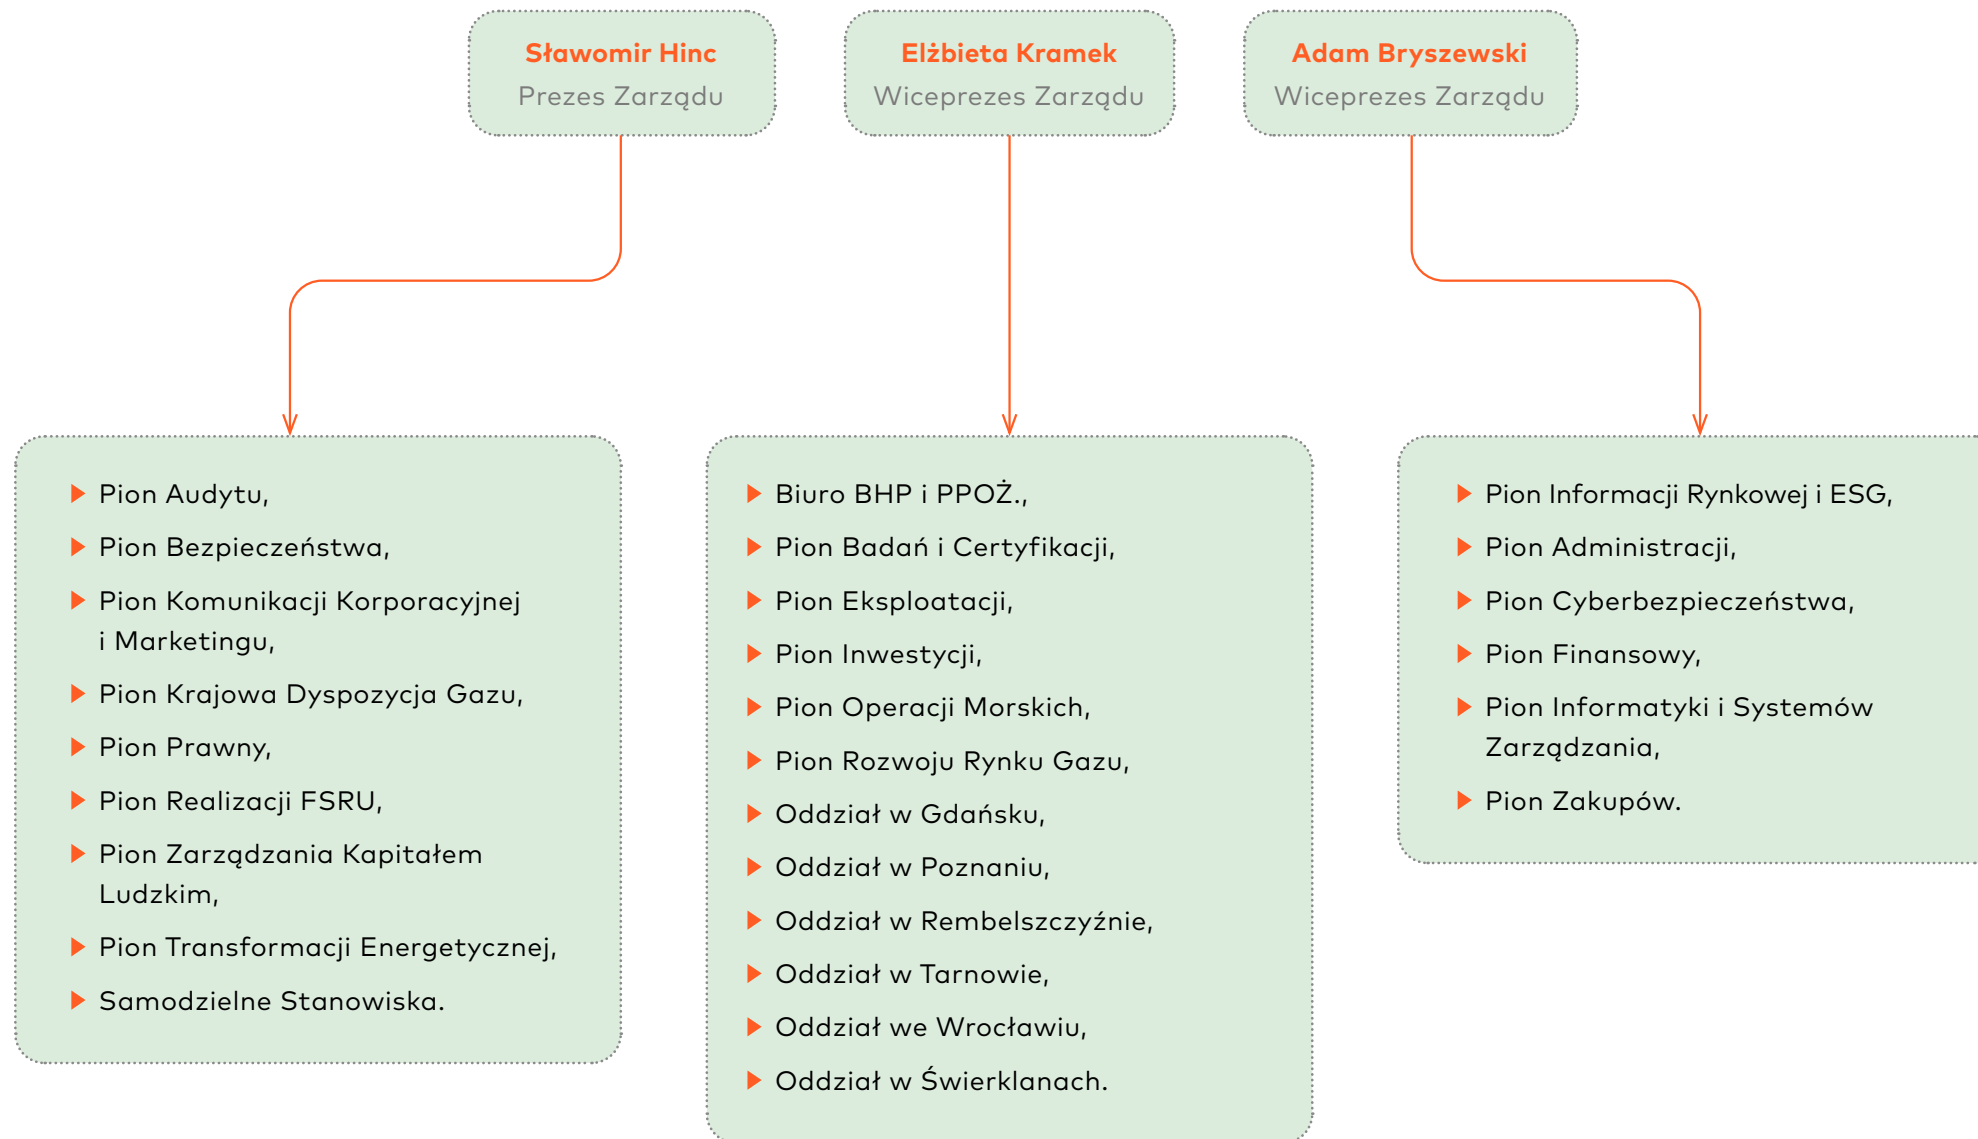 Sławomir Hinc
Prezes Zarządu
Elżbieta Kramek
Wiceprezes Zarządu
Adam Bryszewski
Wiceprezes Zarządu
Pion Audytu,
Pion Bezpieczeństwa,
Pion Komunikacji Korporacyjnej
i Marketingu,
Pion Krajowa Dyspozycja Gazu,
Pion Prawny,
Pion Realizacji FSRU,
Pion Zarządzania Kapitałem
Ludzkim,
Pion Transformacji Energetycznej,
Samodzielne Stanowiska.
Biuro BHP i PPOŻ.,
Pion Badań i Certyfikacji,
Pion Eksploatacji,
Pion Inwestycji,
Pion Operacji Morskich,
Pion Rozwoju Rynku Gazu,
Oddział w Gdańsku,
Oddział w Poznaniu,
Oddział w Rembelszczyźnie,
Oddział w Tarnowie,
Oddział we Wrocławiu,
Oddział w Świerklanach.
Pion Informacji Rynkowej i ESG,
Pion Administracji,
Pion Cyberbezpieczeństwa,
Pion Finansowy,
Pion Informatyki i Systemów
Zarządzania,
Pion Zakupów.